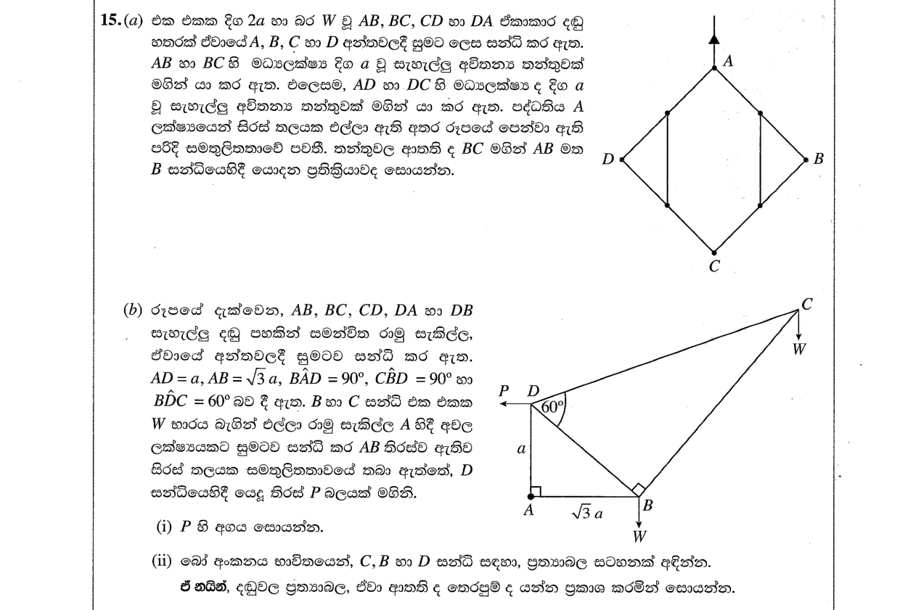 15. (a) එක එකක දිග 2a හා බර W වූ AB, BC, CD හා DA ඒකාකාර දඬු
හතරක් ඒවායේ A, B, C හා D අන්තවලදී සුමට ලෙස සන්ධි කර ඇත.
AB හා BC හි මධ්‍යලක්ෂ්‍ය දිග a වූ සැහැල්ලු අවිතන්‍ය තන්තුවක්
මගින් යා කර ඇත. එලෙසම, AD හා DC හි මධ්‍යලක්ෂ්‍ය ද දිග a
වූ සැහැල්ලු අවිතන්‍ය තන්තුවක් මගින් යා කර ඇත. පද්ධතිය A
ලක්ෂ්‍යයෙන් සිරස් තලයක එල්ලා ඇති අතර රූපයේ පෙන්වා ඇති
පරිදි සමතුලිතතාවේ පවතී. තන්තුවල ආතති ද BC මගින් AB මත
B සන්ධියෙහිදී යොදන ප්‍රතික්‍රියාවද සොයන්න.
A
D
B
C
(b) රූපයේ දැක්වෙන, AB, BC, CD, DA හා DB
සැහැල්ලු දඬු පහකින් සමන්විත රාමු සැකිල්ල,
ඒවායේ අන්තවලදී සුමටව සන්ධි කර ඇත.
AD = a, AB = √3 a, BÂD = 90°, CB̂D = 90° හා
BD̂C = 60° බව දී ඇත. B හා C සන්ධි එක එකක
W භාරය බැගින් එල්ලා රාමු සැකිල්ල A හිදී අචල
ලක්ෂ්‍යයකට සුමටව සන්ධි කර AB තිරස්ව ඇතිව
සිරස් තලයක සමතුලිතතාවයේ තබා ඇත්තේ, D
සන්ධියෙහිදී යෙදූ තිරස් P බලයක් මගිනි.
(i) P හි අගය සොයන්න.
(ii) බෝ අංකනය භාවිතයෙන්, C, B හා D සන්ධි සඳහා, ප්‍රත්‍යාබල සටහනක් අඳින්න.
ඒ නයින්, දඬුවල ප්‍රත්‍යාබල, ඒවා ආතති ද තෙරපුම් ද යන්න ප්‍රකාශ කරමින් සොයන්න.
C
W
P
D
60°
a
A
√3 a
B
W